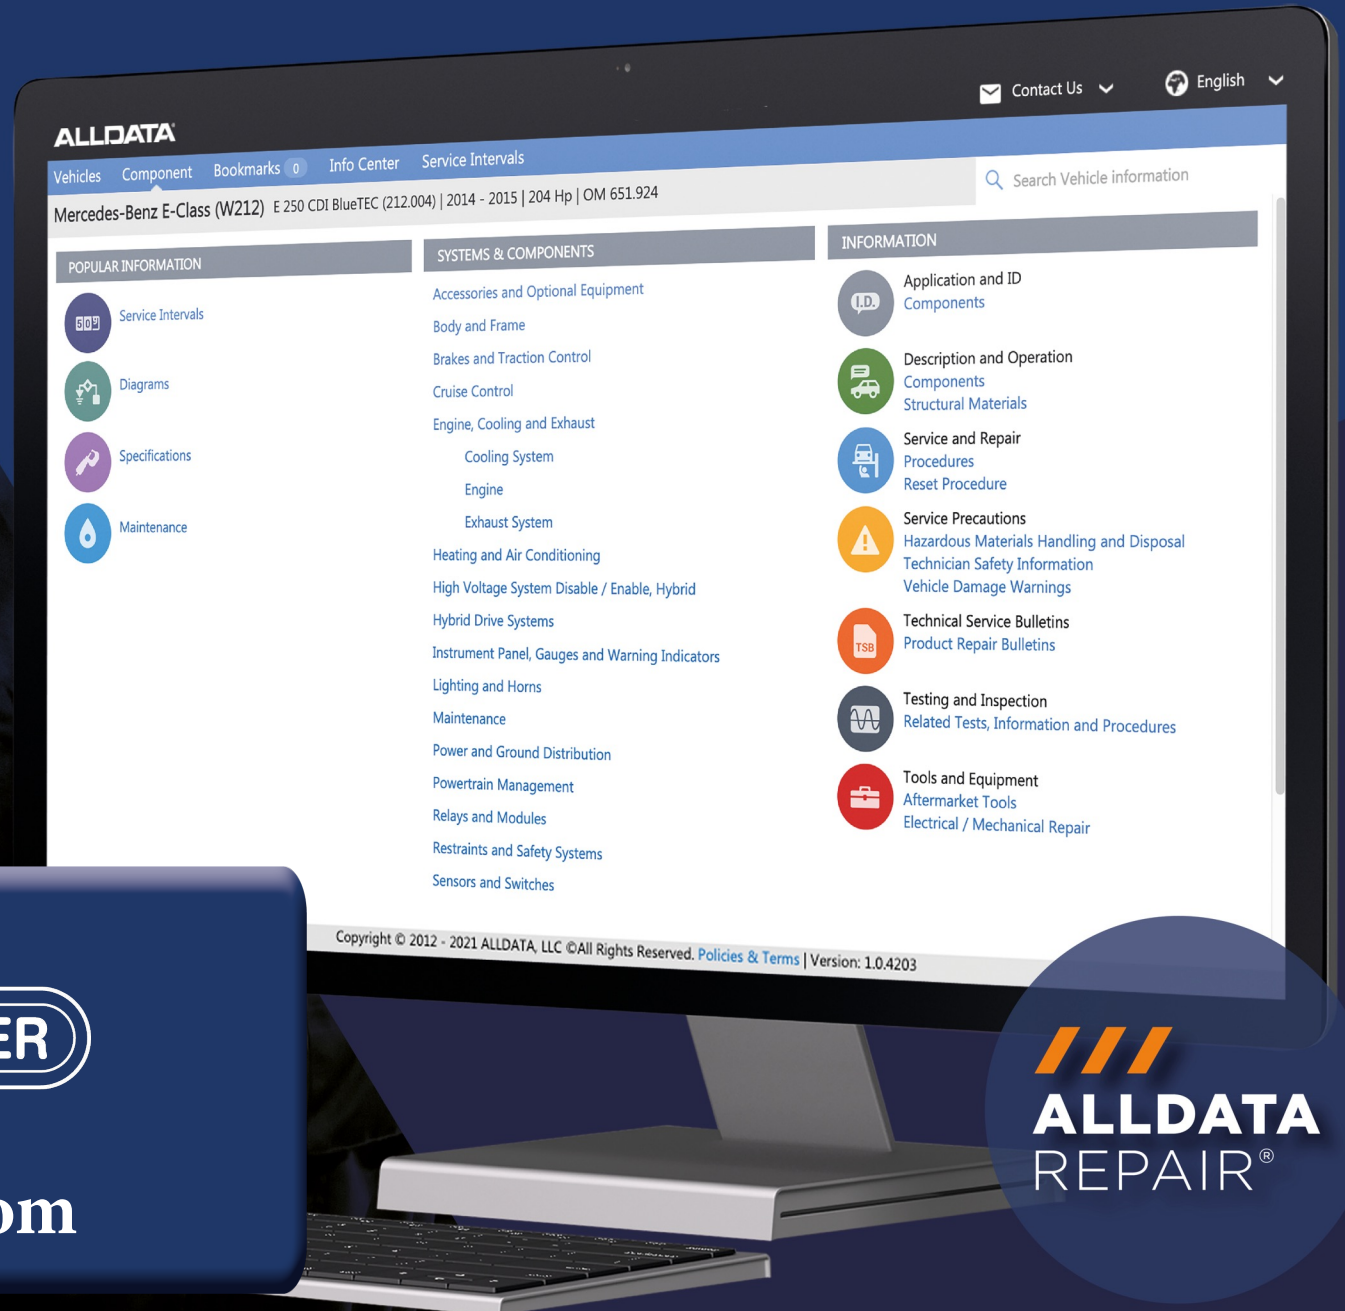 ALLDATA
Contact Us
English
Vehicles Component Bookmarks 0 Info Center Service Intervals
Mercedes-Benz E-Class (W212) E 250 CDI BlueTEC (212.004) | 2014 - 2015 | 204 Hp | OM 651.924
Search Vehicle information
POPULAR INFORMATION
Service Intervals
Diagrams
Specifications
Maintenance
SYSTEMS & COMPONENTS
Accessories and Optional Equipment
Body and Frame
Brakes and Traction Control
Cruise Control
Engine, Cooling and Exhaust
Cooling System
Engine
Exhaust System
Heating and Air Conditioning
High Voltage System Disable / Enable, Hybrid
Hybrid Drive Systems
Instrument Panel, Gauges and Warning Indicators
Lighting and Horns
Maintenance
Power and Ground Distribution
Powertrain Management
Relays and Modules
Restraints and Safety Systems
Sensors and Switches
INFORMATION
I.D.
Application and ID
Components
Description and Operation
Components
Structural Materials
Service and Repair
Procedures
Reset Procedure
Service Precautions
Hazardous Materials Handling and Disposal
Technician Safety Information
Vehicle Damage Warnings
TSB
Technical Service Bulletins
Product Repair Bulletins
Testing and Inspection
Related Tests, Information and Procedures
Tools and Equipment
Aftermarket Tools
Electrical / Mechanical Repair
Copyright © 2012 - 2021 ALLDATA, LLC ©All Rights Reserved. Policies & Terms | Version: 1.0.4203
ER
om
ALLDATA
REPAIR®